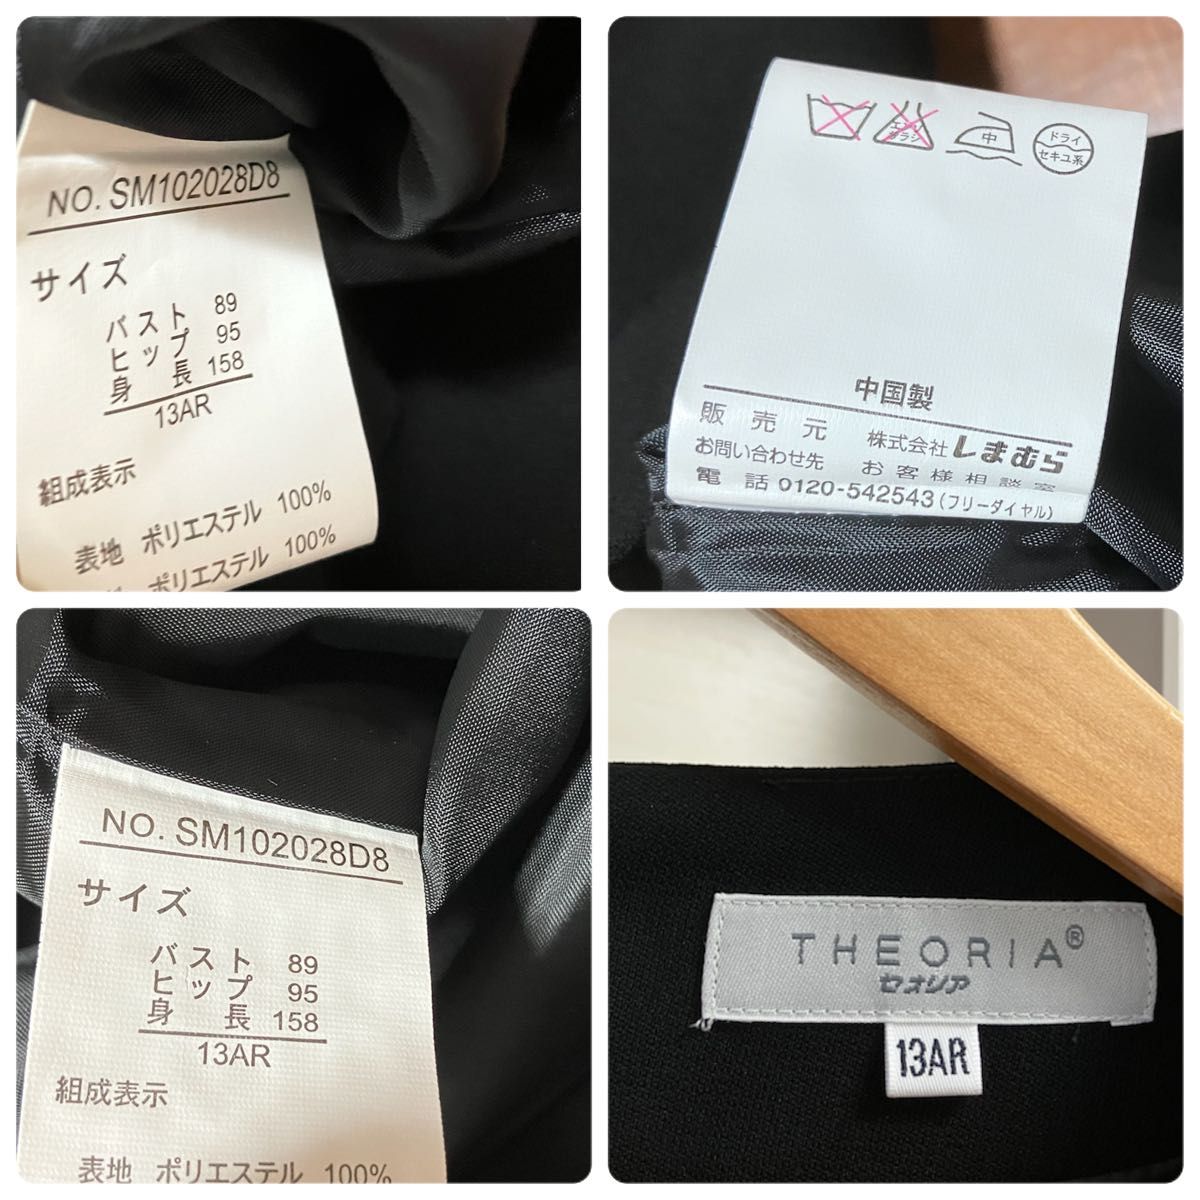 NO. SM102028D8
サイズ
バスト 89
ヒップ 95
身長 158
13AR
組成表示
表地 ポリエステル 100%
ポリエステル 100%
エンソ
サラシ
中
ドライ
セキユ系
中国製
販売元 株式会社しまむら
お問い合わせ先 お客様相談室
電話 0120-542543(フリーダイヤル)
NO. SM102028D8
サイズ
バスト 89
ヒップ 95
身長 158
13AR
組成表示
表地 ポリエステル 100%
THEORIA®
セオリア
13AR